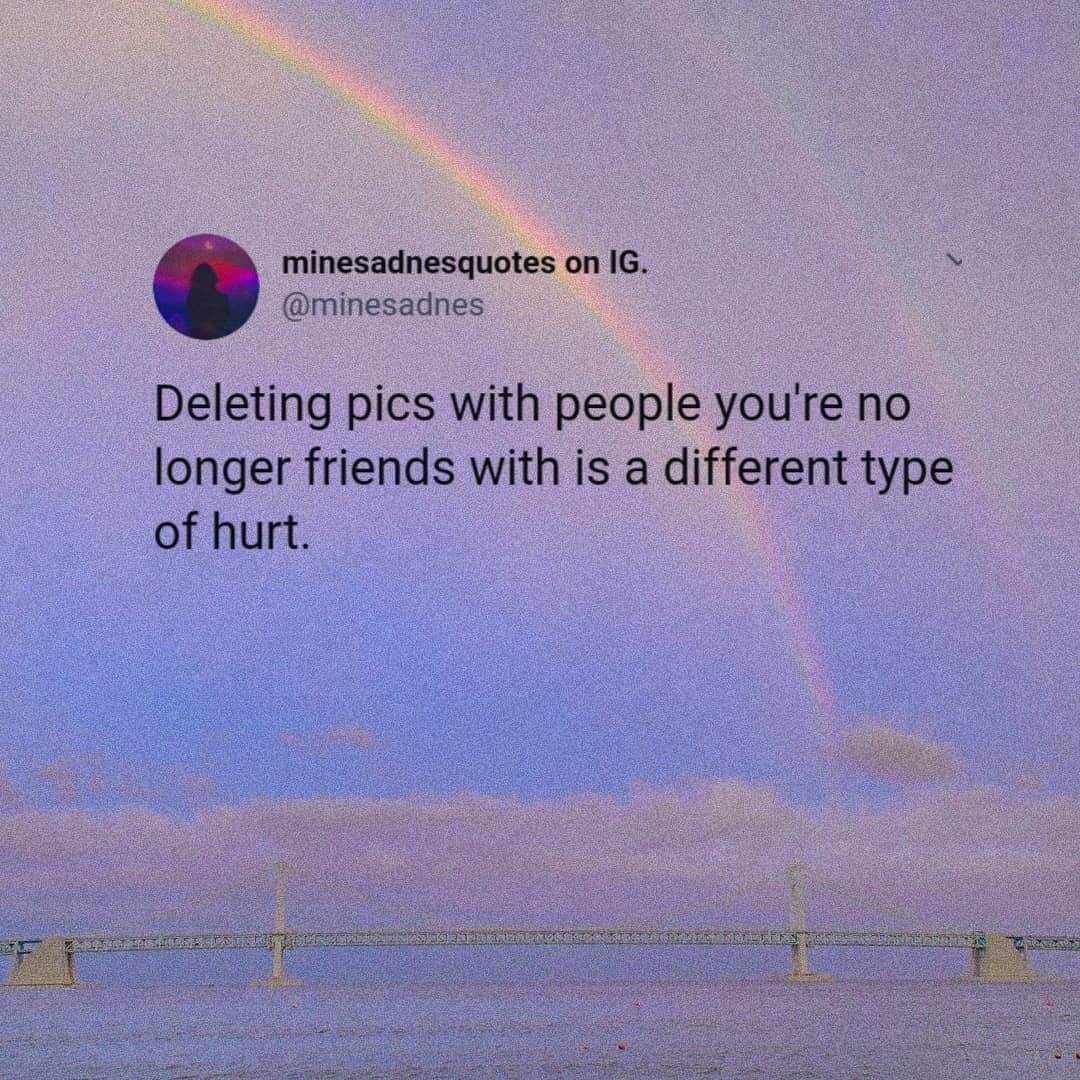 minesadnesquotes on IG.
@minesadnes
Deleting pics with people you're no
longer friends with is a different type
of hurt.